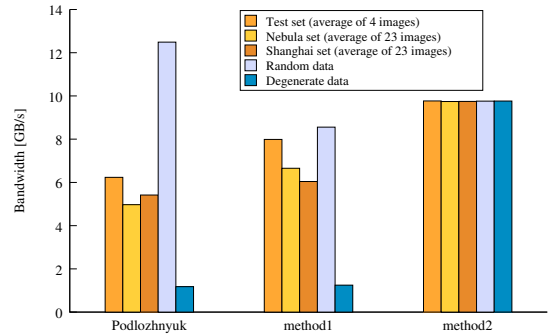 14
12
10
8
6
4
2
0
Bandwidth [GB/s]
Test set (average of 4 images)
Nebula set (average of 23 images)
Shanghai set (average of 23 images)
Random data
Degenerate data
Podlozhnyuk
method1
method2